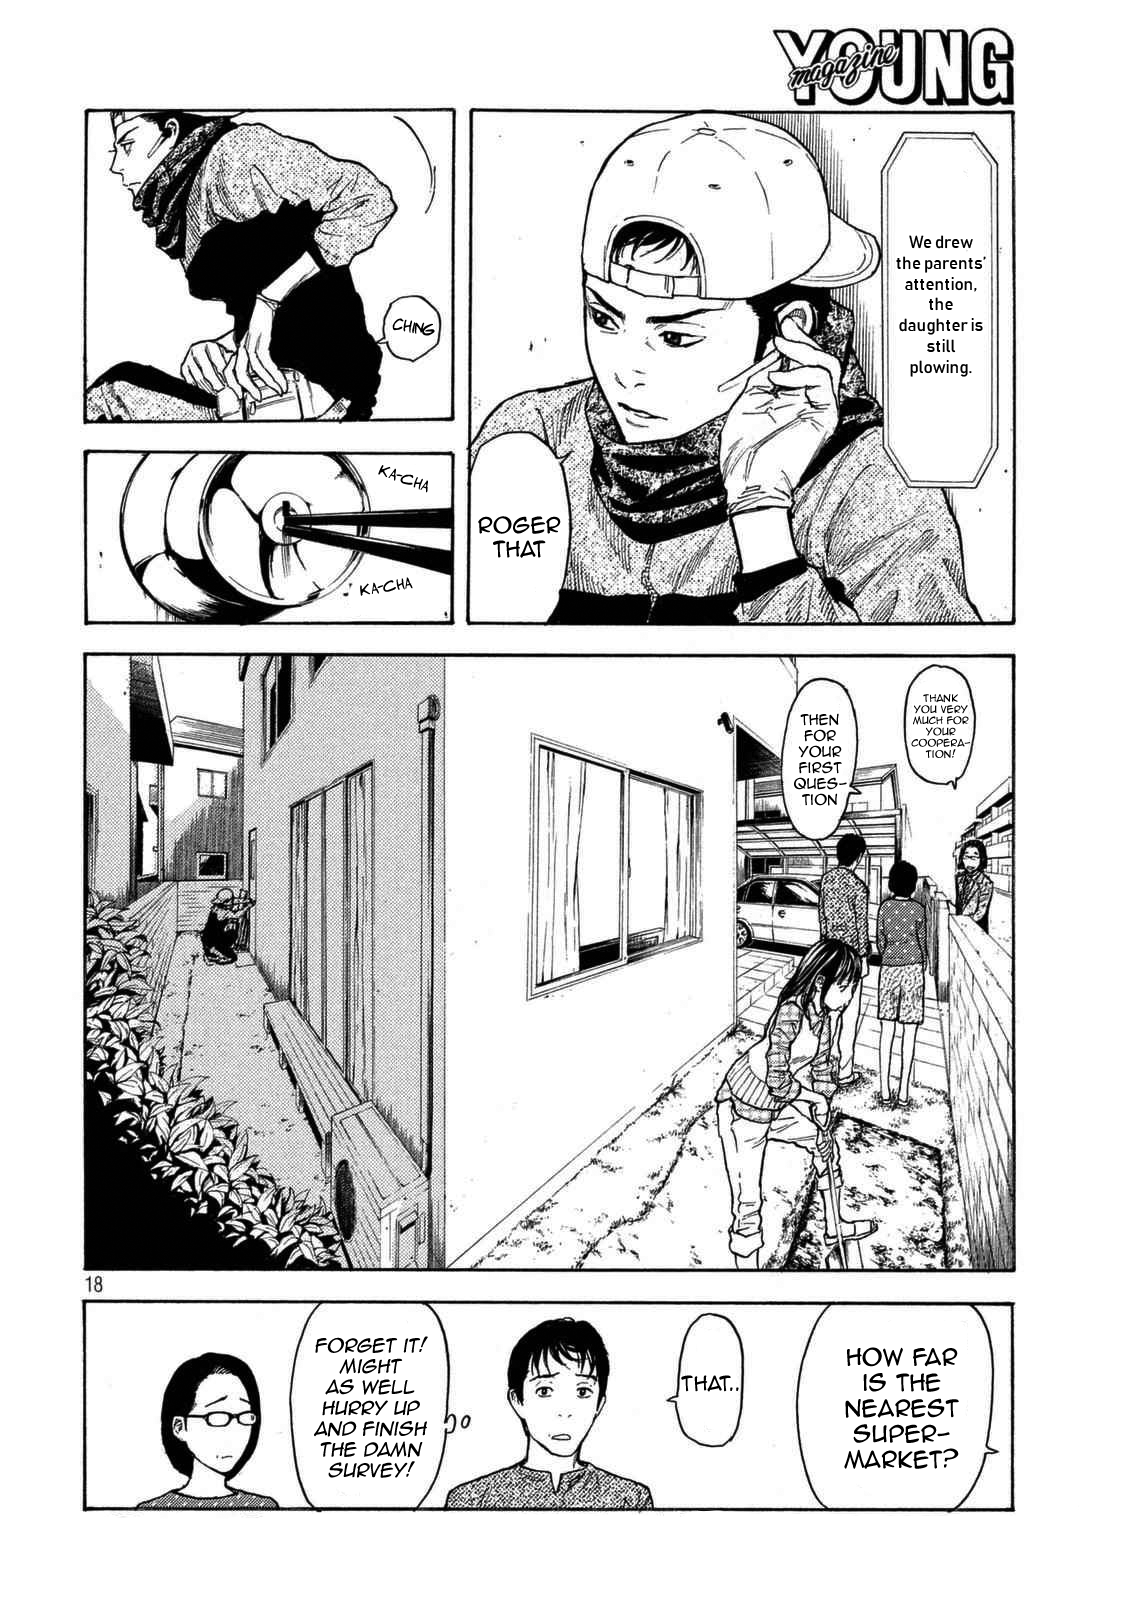 YOUNG
magazine
We drew
the parents'
attention,
the
daughter is
still
plowing.
ROGER
THAT
CHING
KA-CHA
KA-CHA
THANK
YOU VERY
MUCH FOR
YOUR
COOPERA-
TION!
THEN
FOR
YOUR
FIRST
QUES-
TION
18
HOW FAR
IS THE
NEAREST
SUPER-
MARKET?
THAT..
FORGET IT!
MIGHT
AS WELL
HURRY UP
AND FINISH
THE DAMN
SURVEY!